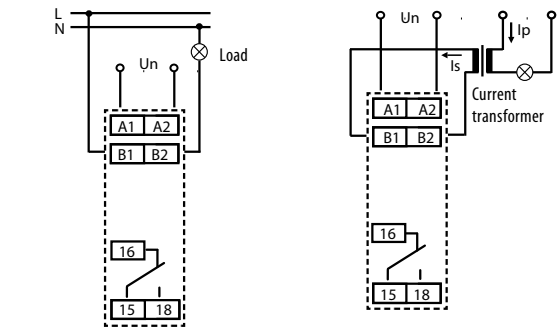 L
N
Load
Un
A1 A2
B1 B2
16
15 18
Un
Ip
Is
Current
transformer
A1 A2
B1 B2
16
15 18